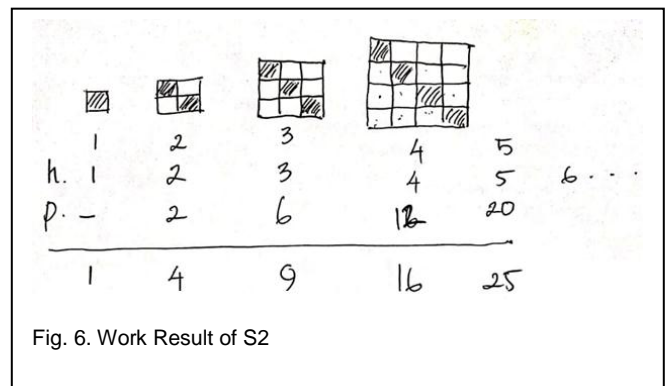 1 2 3 4 5
h. 1 2 3 4 5 6 . . .
p. – 2 6 12 20
1 4 9 16 25
Fig. 6. Work Result of S2